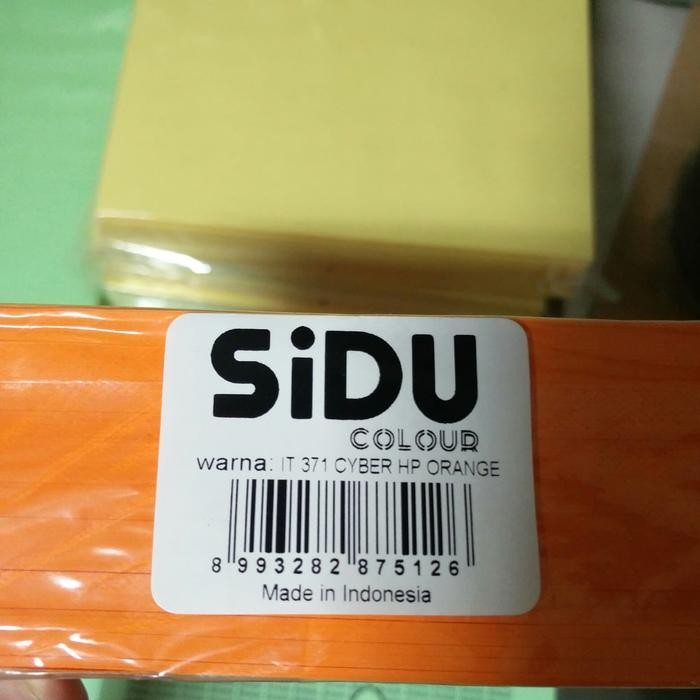 SiDU
COLOUR
warna: IT 371 CYBER HP ORANGE
8 993282 875126
Made in Indonesia